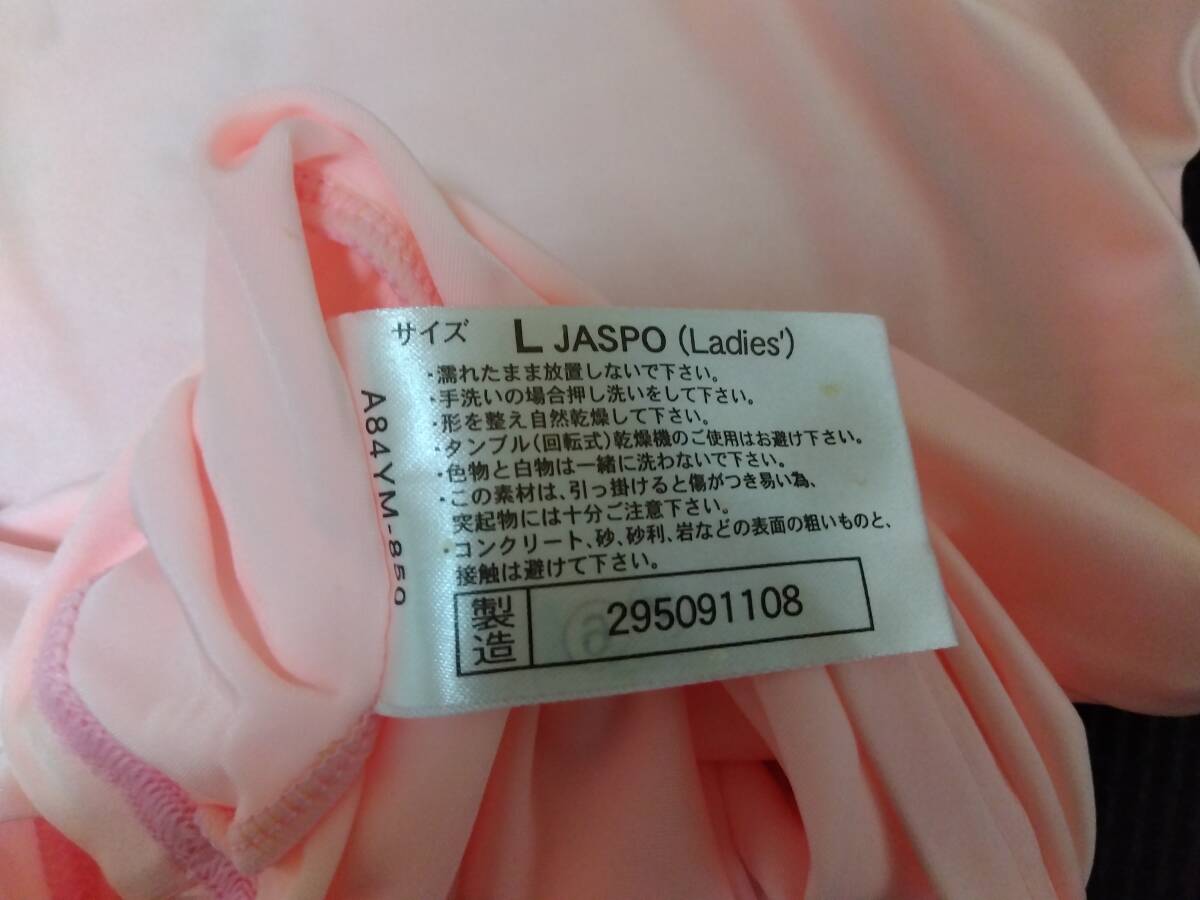 サイズ L JASPO (Ladies')
・濡れたまま放置しないで下さい。
・手洗いの場合押し洗いをして下さい。
・形を整え自然乾燥して下さい。
・タンブル(回転式)乾燥機のご使用はお避け下さい。
・色物と白物は一緒に洗わないで下さい。
・この素材は、引っ掛けると傷がつき易い為、
突起物には十分ご注意下さい。
・コンクリート、砂、砂利、岩などの表面の粗いものと、
接触は避けて下さい。
製造 295091108
A84YM-850